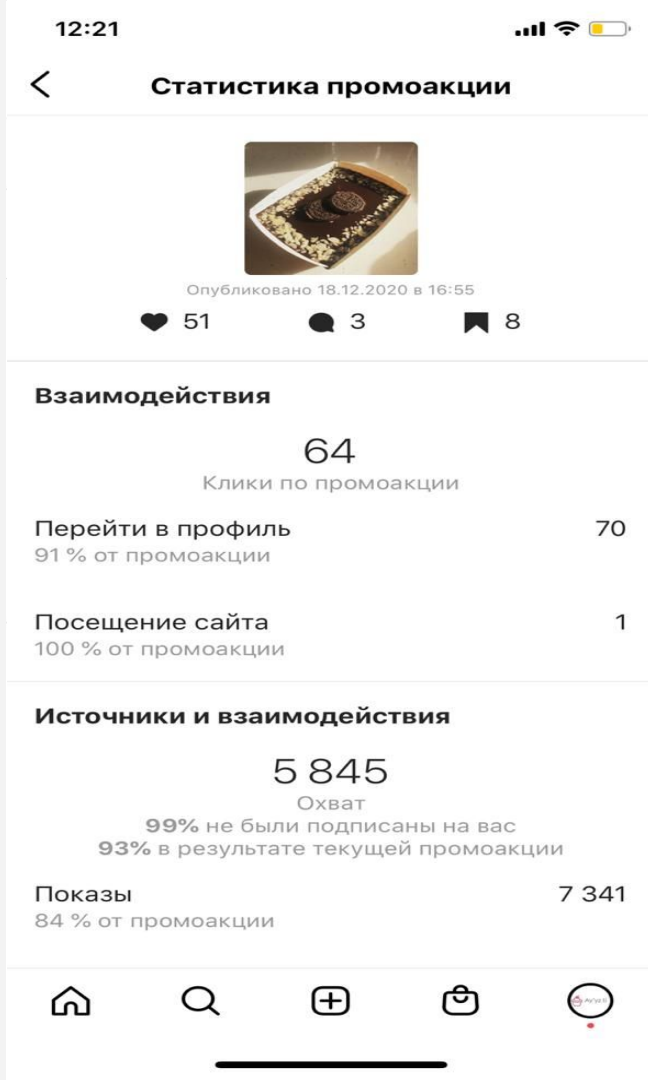 12:21
Статистика промоакции
Опубликовано 18.12.2020 в 16:55
51 3 8
Взаимодействия
64
Клики по промоакции
Перейти в профиль 70
91 % от промоакции
Посещение сайта 1
100 % от промоакции
Источники и взаимодействия
5 845
Охват
99% не были подписаны на вас
93% в результате текущей промоакции
Показы 7 341
84 % от промоакции